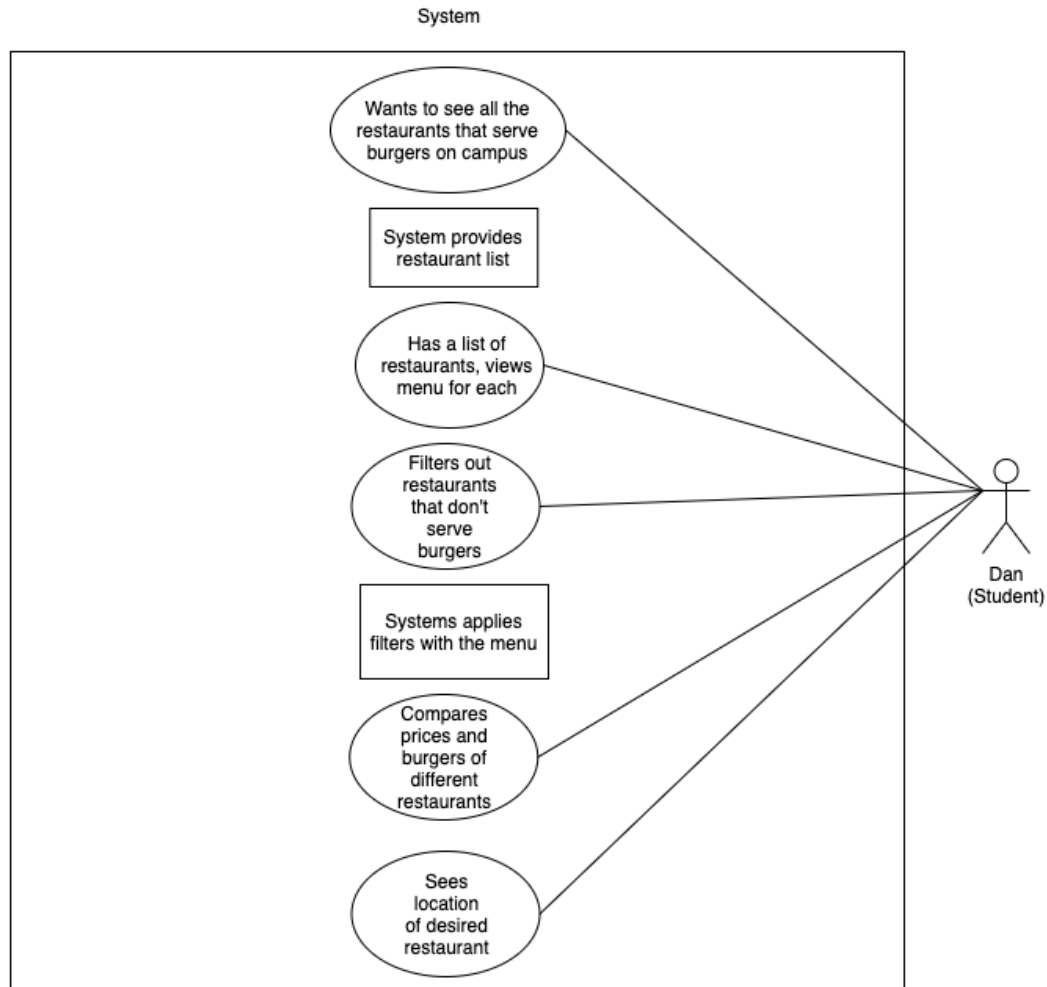 System
Wants to see all the
restaurants that serve
burgers on campus
System provides
restaurant list
Has a list of
restaurants, views
menu for each
Filters out
restaurants
that don't
serve
burgers
Dan
(Student)
Systems applies
filters with the menu
Compares
prices and
burgers of
different
restaurants
Sees
location
of desired
restaurant